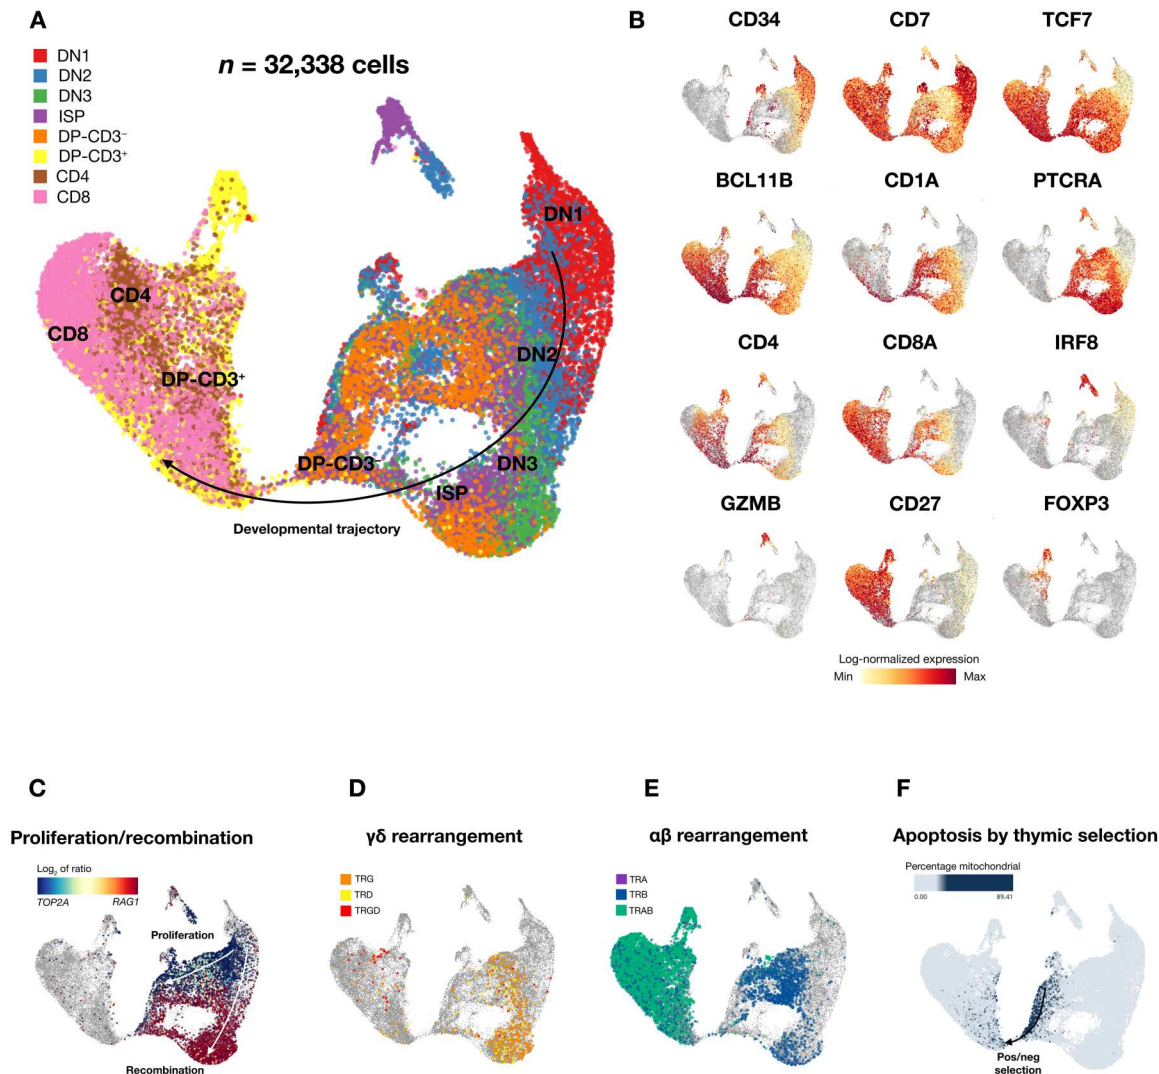 A
DN1
DN2
DN3
ISP
DP-CD3⁻
DP-CD3⁺
CD4
CD8
n = 32,338 cells
DN1
CD4
CD8
DN2
DP-CD3⁺
DP-CD3⁻
DN3
ISP
Developmental trajectory
B
CD34 CD7 TCF7
BCL11B CD1A PTCRA
CD4 CD8A IRF8
GZMB CD27 FOXP3
Log-normalized expression
Min Max
C
Proliferation/recombination
Log₂ of ratio
TOP2A RAG1
Proliferation
Recombination
D
γδ rearrangement
TRG
TRD
TRGD
E
αβ rearrangement
TRA
TRB
TRAB
F
Apoptosis by thymic selection
Percentage mitochondrial
0.00 89.41
Pos/neg
selection